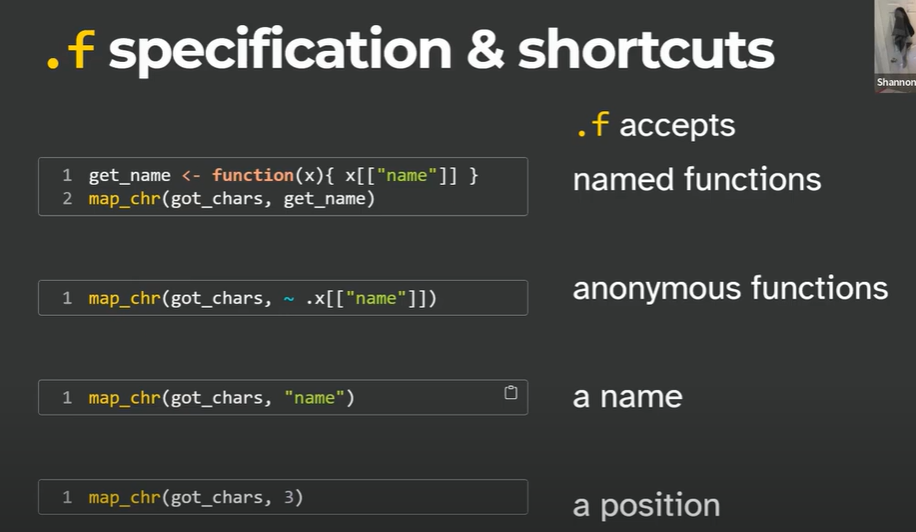 .f specification & shortcuts
Shannon
.f accepts
1 get_name <- function(x){ x[["name"]] }
2 map_chr(got_chars, get_name)
named functions
1 map_chr(got_chars, ~ .x[["name"]])
anonymous functions
1 map_chr(got_chars, "name")
a name
1 map_chr(got_chars, 3)
a position